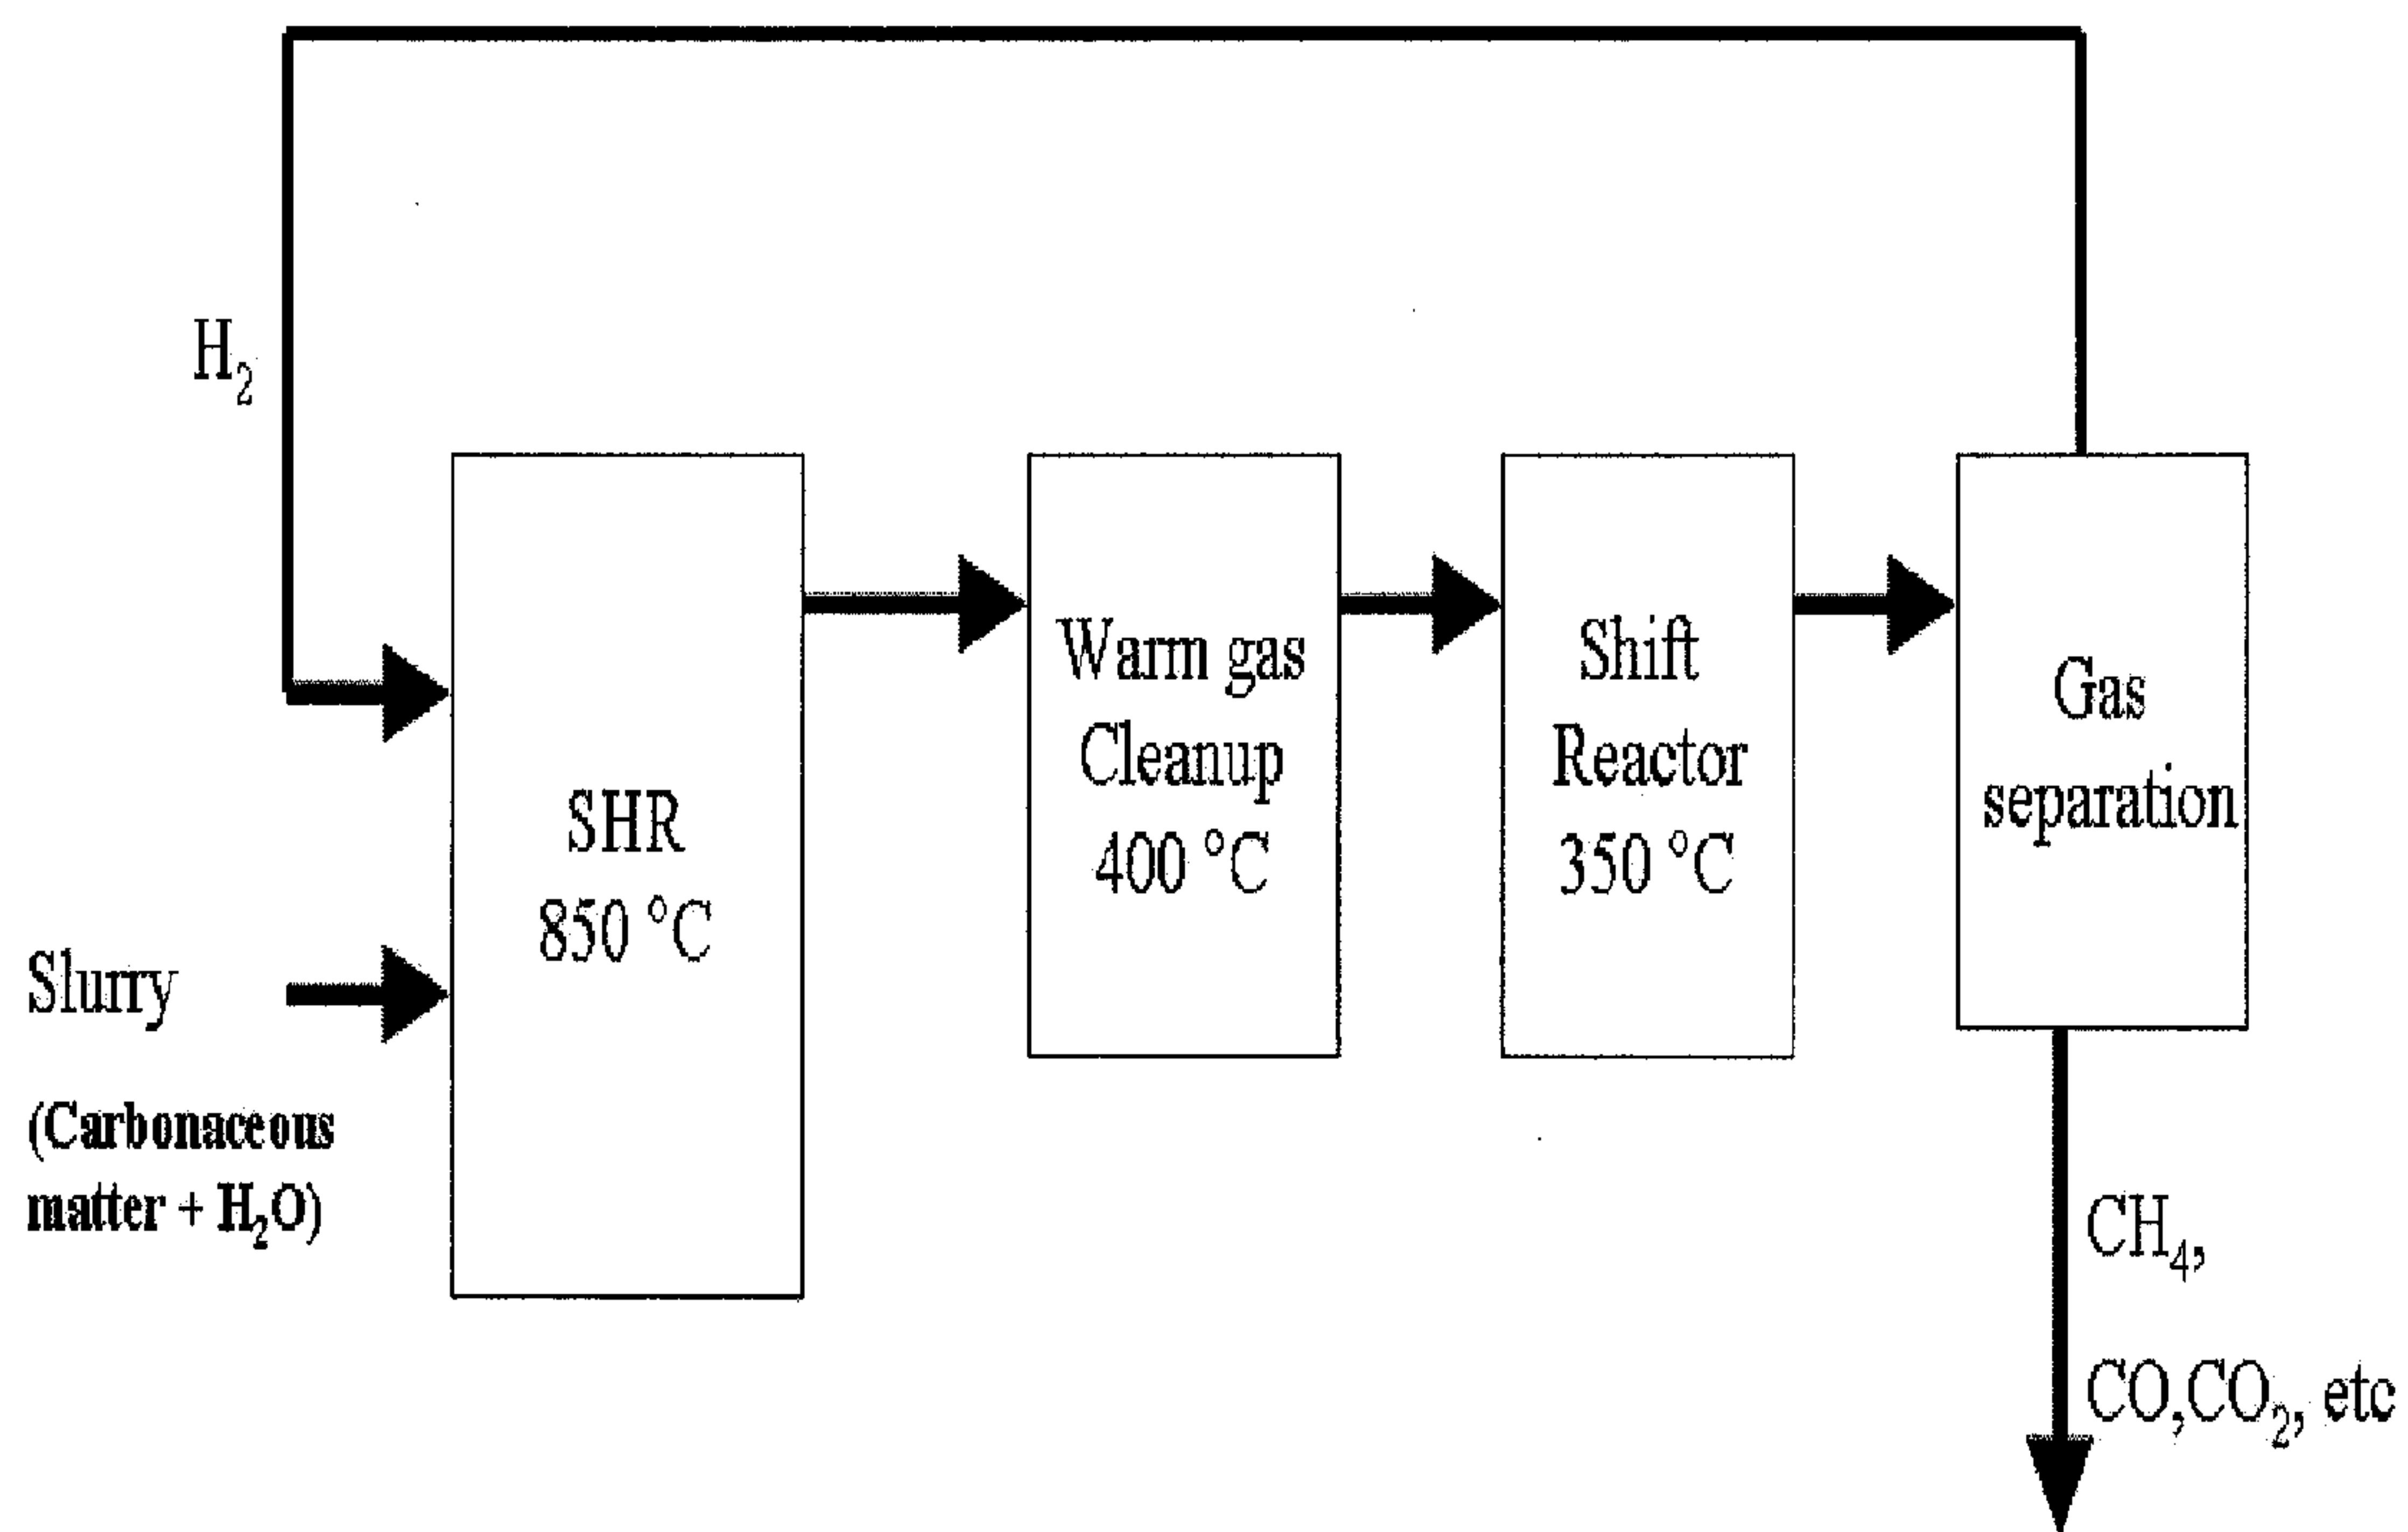 H₂
SHR
850 °C
Warm gas
Cleanup
400 °C
Shift
Reactor
350 °C
Gas
separation
Slurry
(Carbonaceous
matter + H₂O)
CH₄,
CO,CO₂, etc